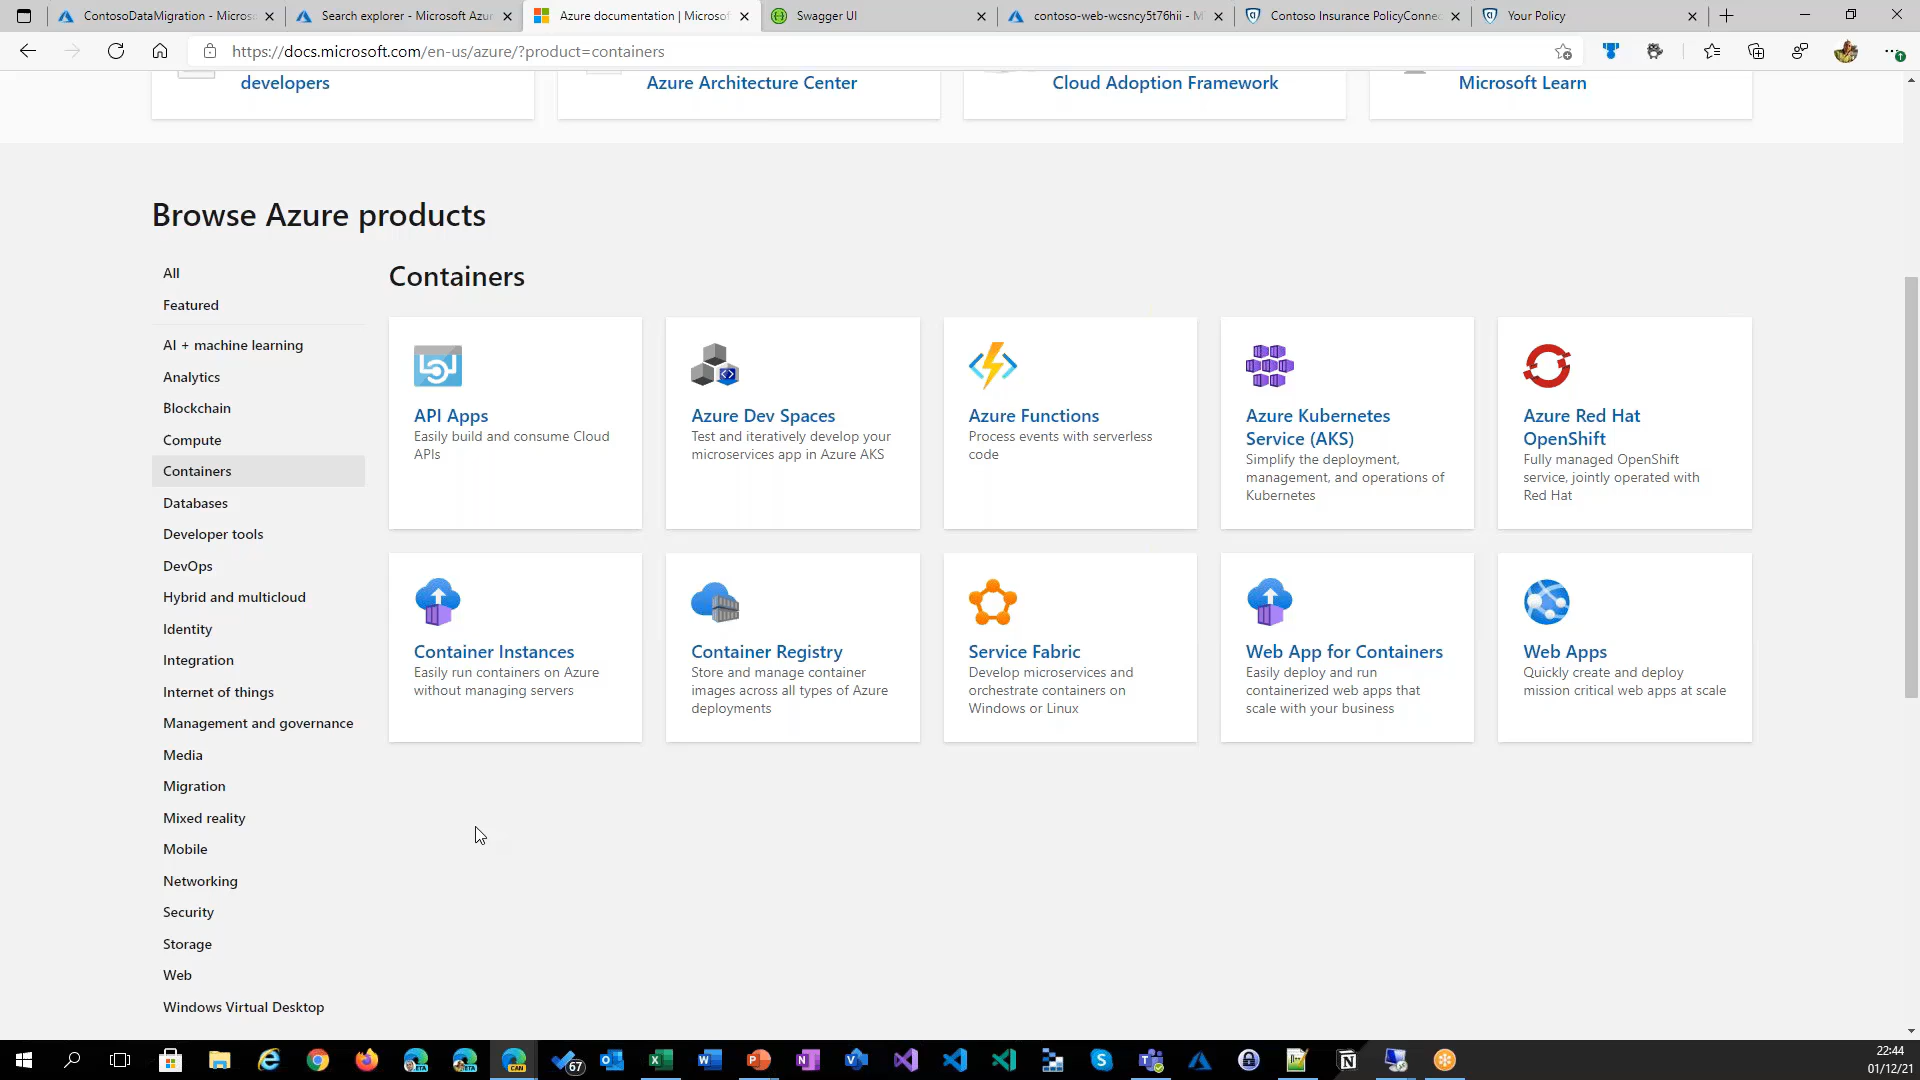 ContosoDataMigration - Micros
Search explorer - Microsoft Azur
Azure documentation | Microsof
Swagger UI
contoso-web-wcsncy5t76hii - M
Contoso Insurance PolicyConnec
Your Policy
https://docs.microsoft.com/en-us/azure/?product=containers
developers
Azure Architecture Center
Cloud Adoption Framework
Microsoft Learn
Browse Azure products
All
Featured
AI + machine learning
Analytics
Blockchain
Compute
Containers
Databases
Developer tools
DevOps
Hybrid and multicloud
Identity
Integration
Internet of things
Management and governance
Media
Migration
Mixed reality
Mobile
Networking
Security
Storage
Web
Windows Virtual Desktop
Containers
API Apps
Easily build and consume Cloud
APIs
Azure Dev Spaces
Test and iteratively develop your
microservices app in Azure AKS
Azure Functions
Process events with serverless
code
Azure Kubernetes
Service (AKS)
Simplify the deployment,
management, and operations of
Kubernetes
Azure Red Hat
OpenShift
Fully managed OpenShift
service, jointly operated with
Red Hat
Container Instances
Easily run containers on Azure
without managing servers
Container Registry
Store and manage container
images across all types of Azure
deployments
Service Fabric
Develop microservices and
orchestrate containers on
Windows or Linux
Web App for Containers
Easily deploy and run
containerized web apps that
scale with your business
Web Apps
Quickly create and deploy
mission critical web apps at scale
BETA
BETA
CAN
67
22:44
01/12/21